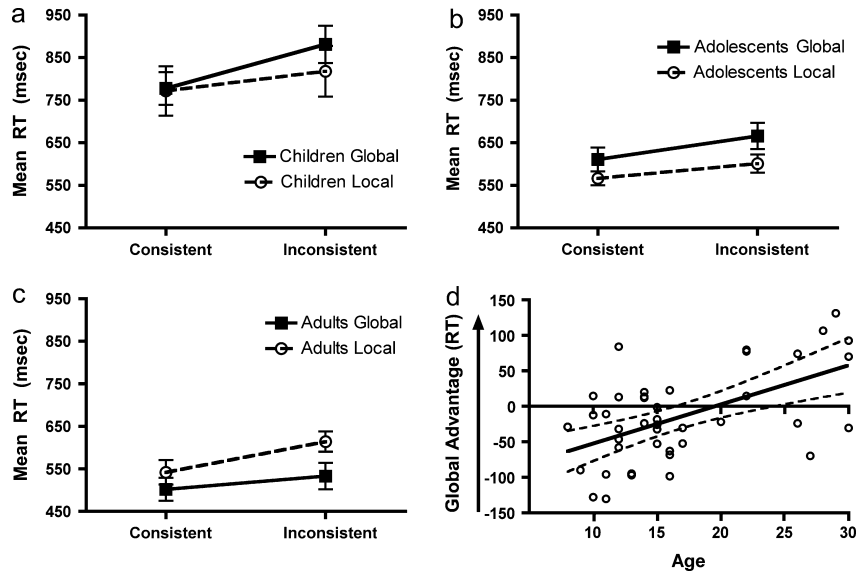 a
950
850
750
650
550
450
Mean RT (msec)
Children Global
Children Local
Consistent
Inconsistent
b
950
850
750
650
550
450
Mean RT (msec)
Adolescents Global
Adolescents Local
Consistent
Inconsistent
c
950
850
750
650
550
450
Mean RT (msec)
Adults Global
Adults Local
Consistent
Inconsistent
d
150
100
50
0
-50
-100
-150
Global Advantage (RT)
10
15
20
25
30
Age